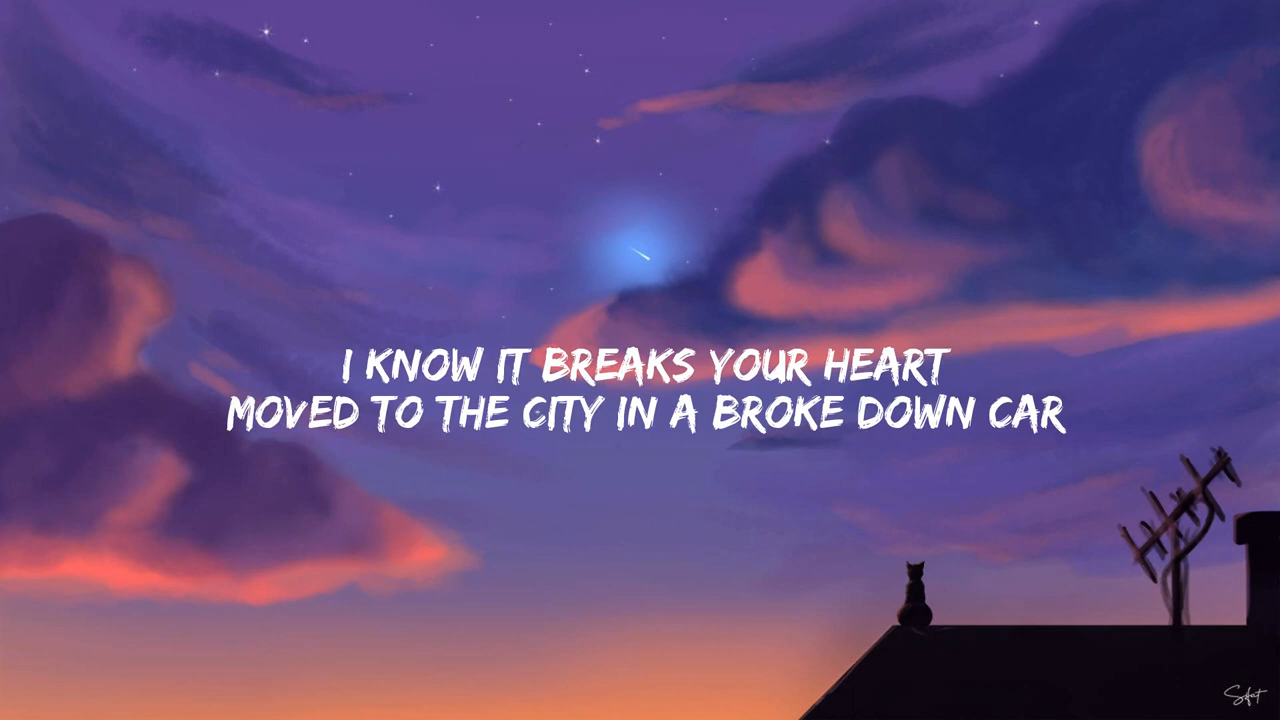 I KNOW IT BREAKS YOUR HEART
MOVED TO THE CITY IN A BROKE DOWN CAR